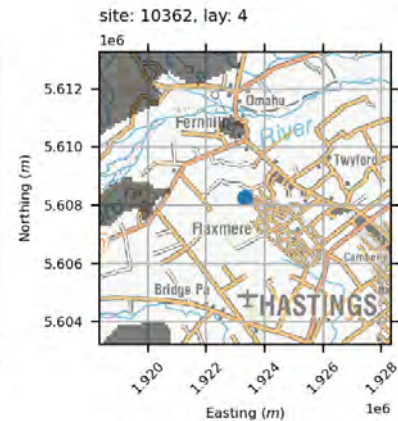 site: 10362, lay: 4
1e6
5.612
Omahu
Fernhill
River
5.610
Twyford
5.608
Flaxmere
5.606
Camberle
Bridge Pa
HASTINGS
5.604
Northing (m)
1.920
1.922
1.924
1.926
1.928
1e6
Easting (m)